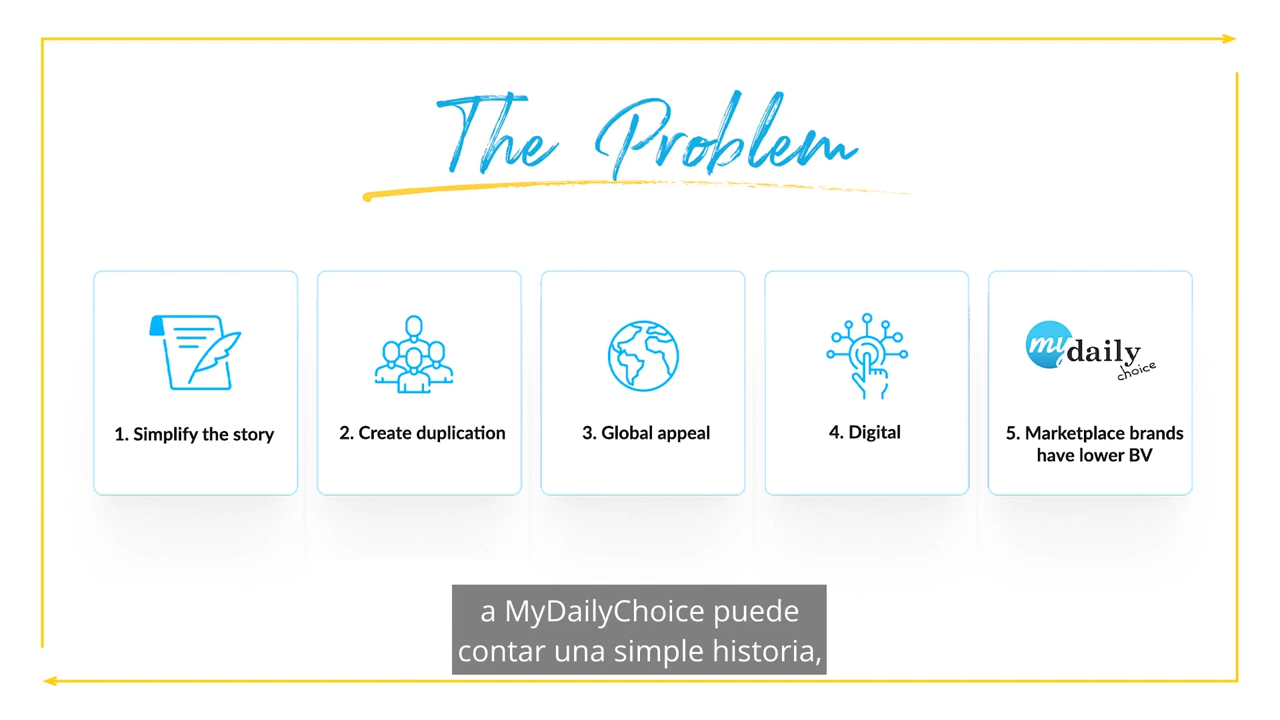 The Problem
1. Simplify the story
2. Create duplication
3. Global appeal
4. Digital
my daily
choice
5. Marketplace brands
have lower BV
a MyDailyChoice puede
contar una simple historia,